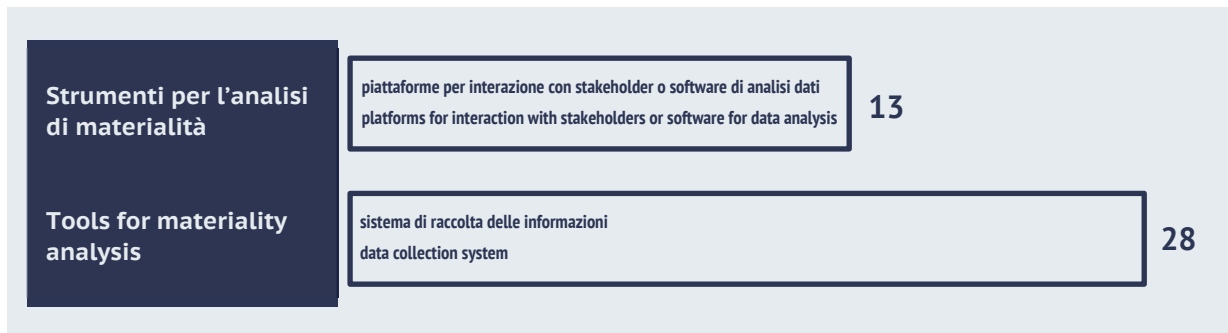 Strumenti per l'analisi
di materialità
piattaforme per interazione con stakeholder o software di analisi dati
platforms for interaction with stakeholders or software for data analysis
13
Tools for materiality
analysis
sistema di raccolta delle informazioni
data collection system
28